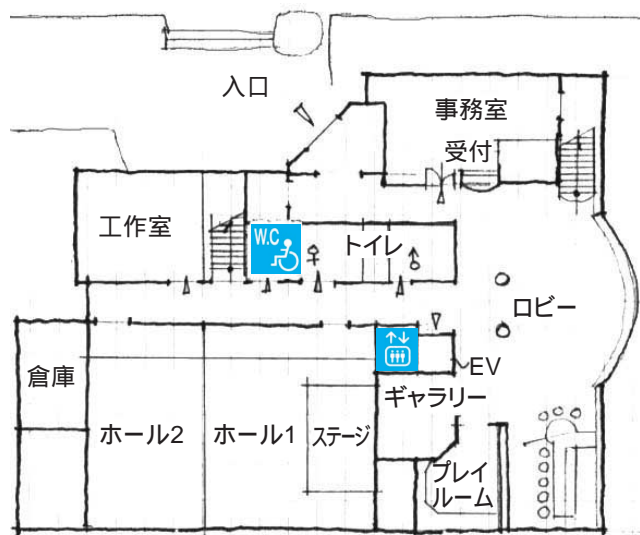 入口
事務室
受付
工作室
W.C
トイレ
ロビー
倉庫
EV
ギャラリー
ホール2
ホール1
ステージ
プレイ
ルーム